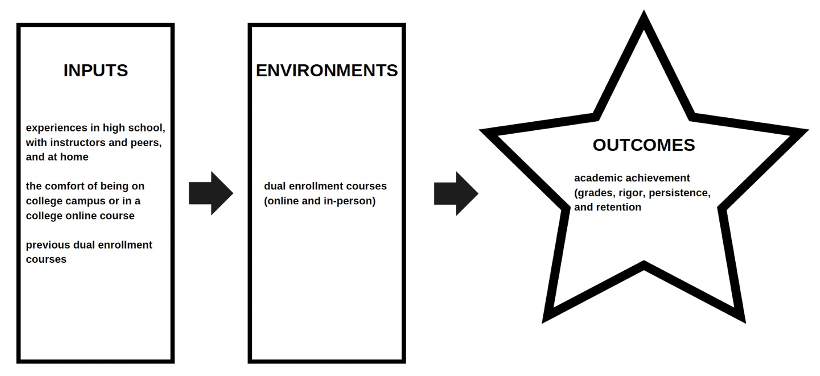 INPUTS
experiences in high school,
with instructors and peers,
and at home
the comfort of being on
college campus or in a
college online course
previous dual enrollment
courses
ENVIRONMENTS
dual enrollment courses
(online and in-person)
OUTCOMES
academic achievement
(grades, rigor, persistence,
and retention